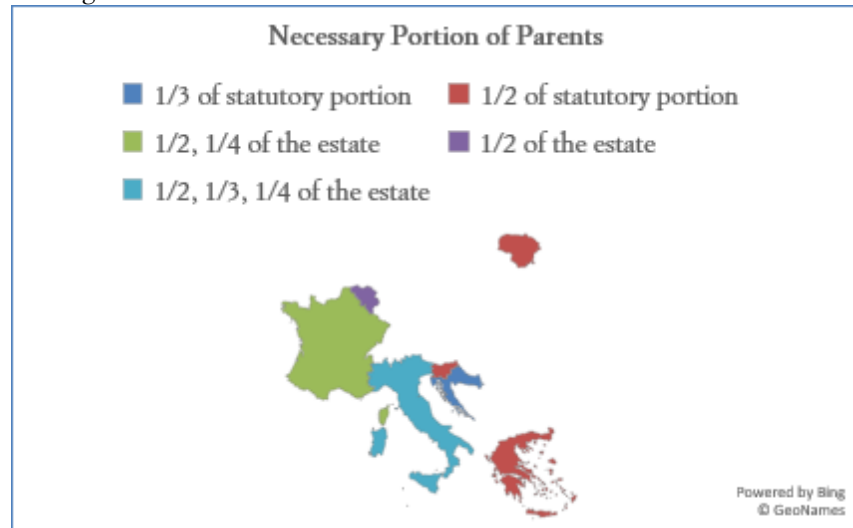 Necessary Portion of Parents
1/3 of statutory portion
1/2 of statutory portion
1/2, 1/4 of the estate
1/2 of the estate
1/2, 1/3, 1/4 of the estate
Powered by Bing
© GeoNames